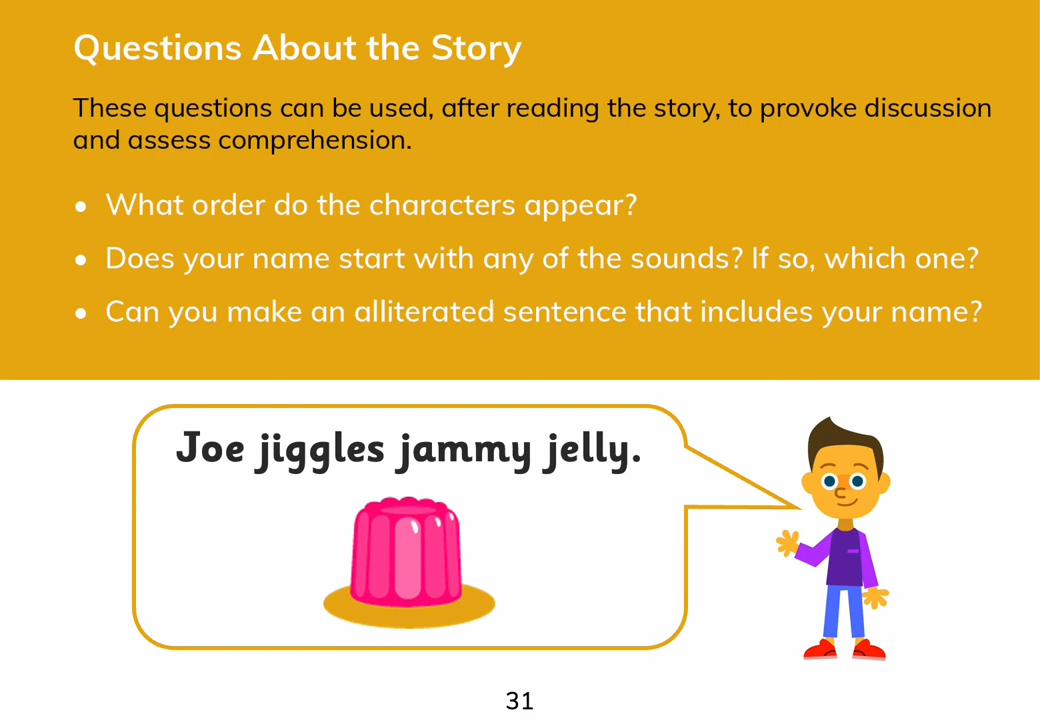 Questions About the Story
These questions can be used, after reading the story, to provoke discussion
and assess comprehension.
• What order do the characters appear?
• Does your name start with any of the sounds? If so, which one?
• Can you make an alliterated sentence that includes your name?
Joe jiggles jammy jelly.
31